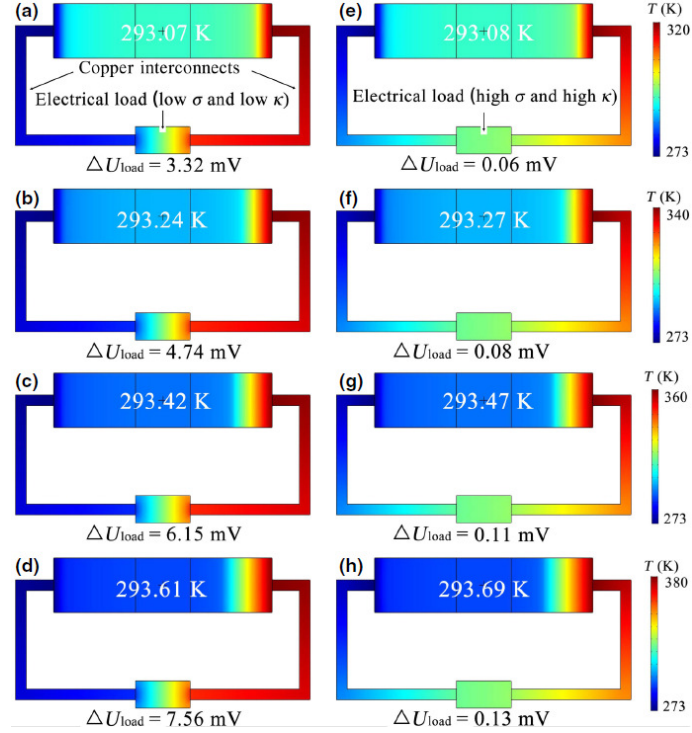 (a)
293.07 K
Copper interconnects
Electrical load (low σ and low κ)
△Uload = 3.32 mV
(e)
293.08 K
Electrical load (high σ and high κ)
△Uload = 0.06 mV
T (K)
320
273
(b)
293.24 K
△Uload = 4.74 mV
(f)
293.27 K
△Uload = 0.08 mV
T (K)
340
273
(c)
293.42 K
△Uload = 6.15 mV
(g)
293.47 K
△Uload = 0.11 mV
T (K)
360
273
(d)
293.61 K
△Uload = 7.56 mV
(h)
293.69 K
△Uload = 0.13 mV
T (K)
380
273